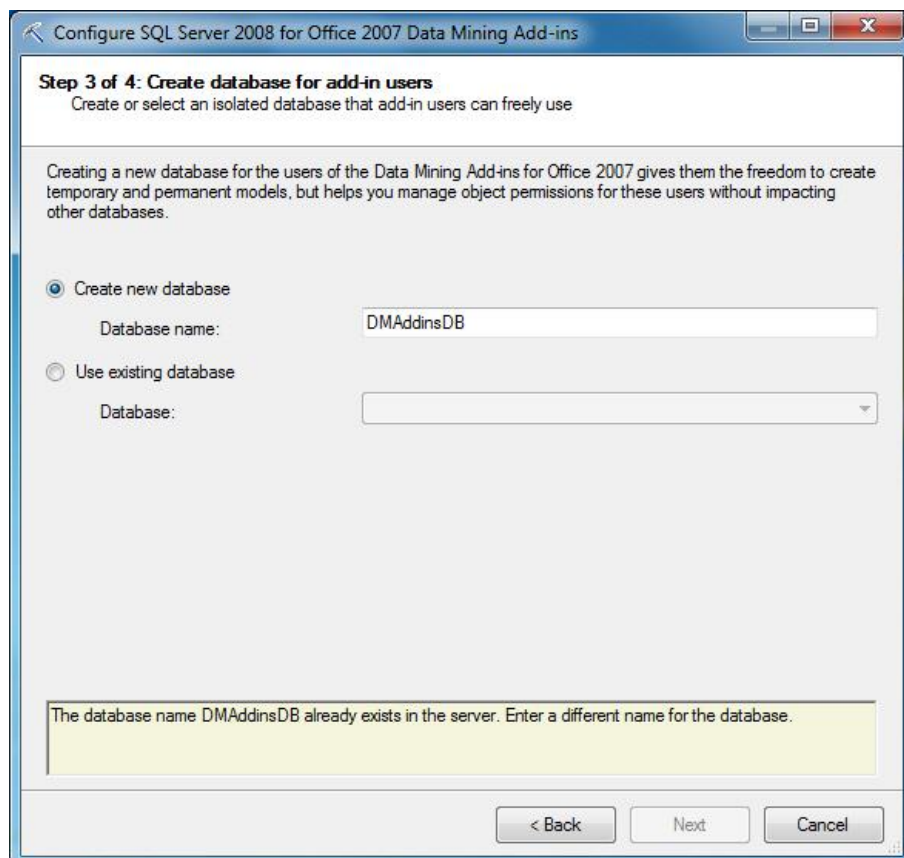 Configure SQL Server 2008 for Office 2007 Data Mining Add-ins
Step 3 of 4: Create database for add-in users
Create or select an isolated database that add-in users can freely use
Creating a new database for the users of the Data Mining Add-ins for Office 2007 gives them the freedom to create
temporary and permanent models, but helps you manage object permissions for these users without impacting
other databases.
Create new database
Database name: DMAddinsDB
Use existing database
Database:
The database name DMAddinsDB already exists in the server. Enter a different name for the database.
< Back Next Cancel